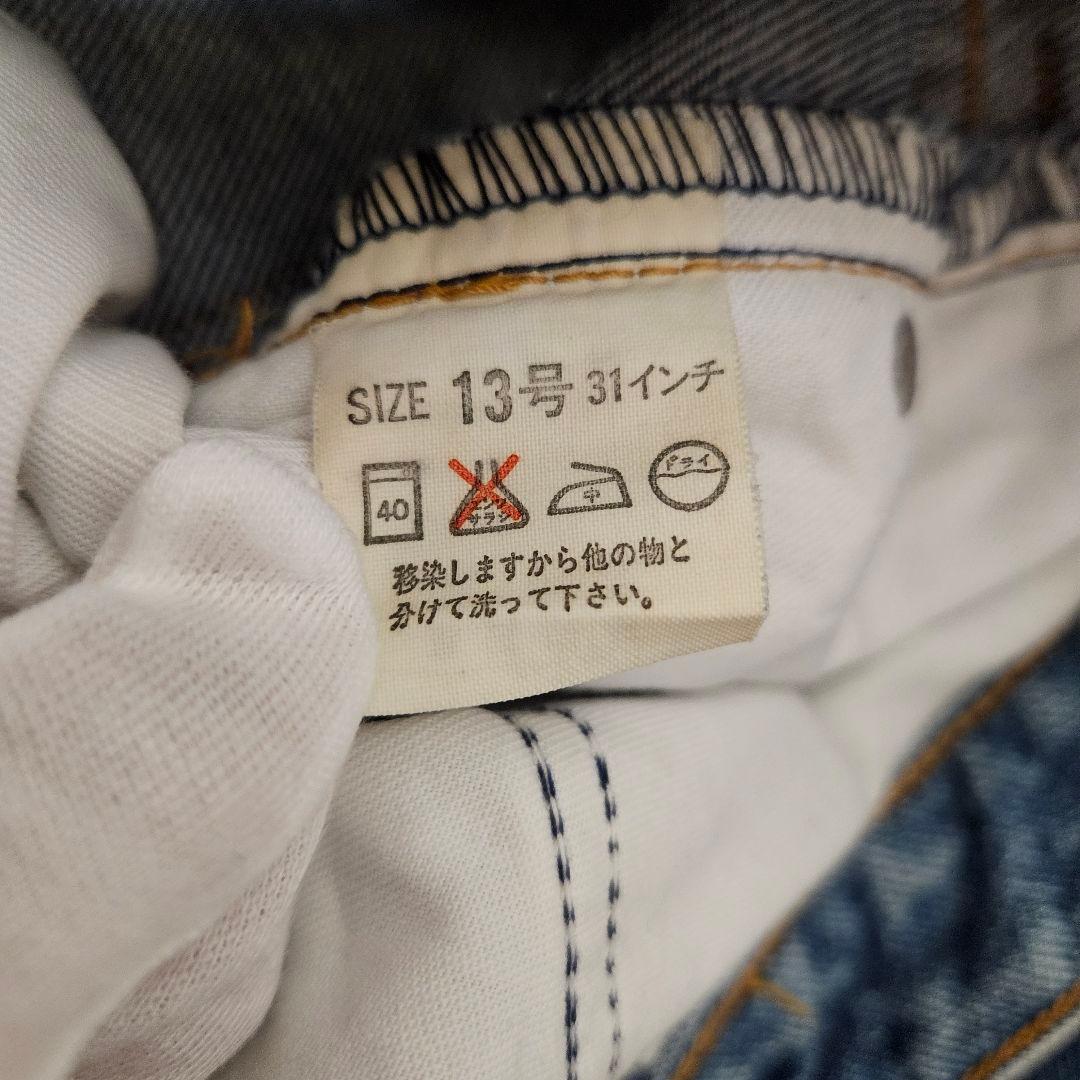 SIZE 13号 31インチ
40 エンソサラシ 中 ドライ
移染しますから他の物と
分けて洗って下さい。